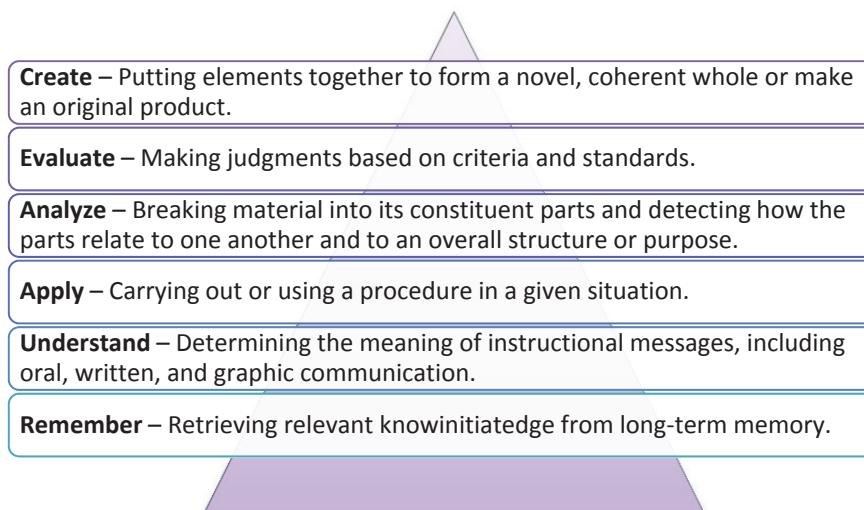 Create – Putting elements together to form a novel, coherent whole or make
an original product.
Evaluate – Making judgments based on criteria and standards.
Analyze – Breaking material into its constituent parts and detecting how the
parts relate to one another and to an overall structure or purpose.
Apply – Carrying out or using a procedure in a given situation.
Understand – Determining the meaning of instructional messages, including
oral, written, and graphic communication.
Remember – Retrieving relevant knowinitiatedge from long-term memory.